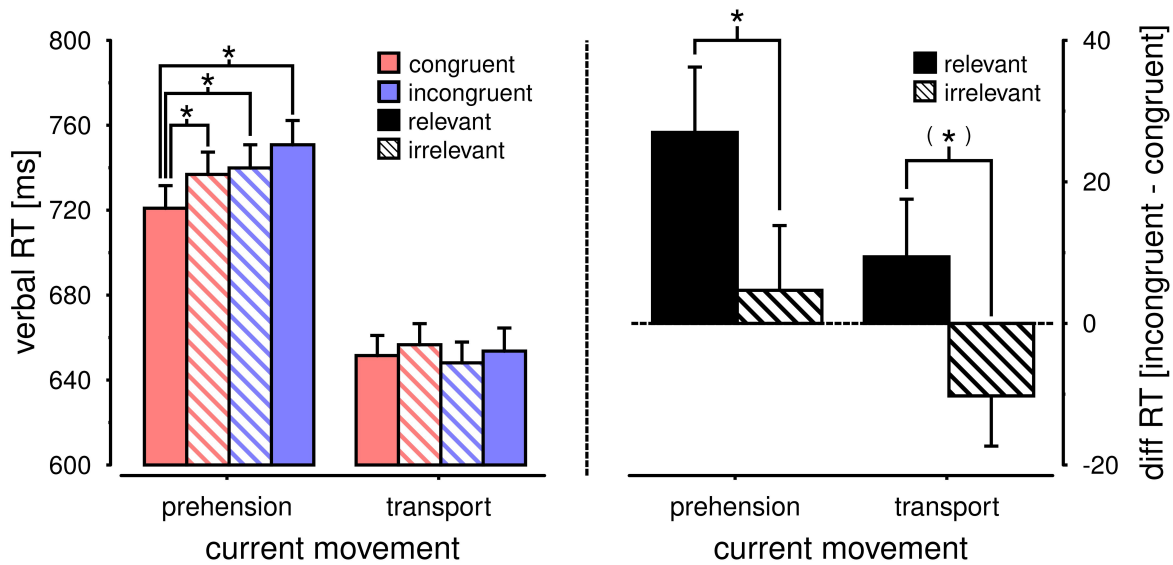 verbal RT [ms]
800
760
720
680
640
600
*
*
*
congruent
incongruent
relevant
irrelevant
prehension
transport
current movement
*
( * )
relevant
irrelevant
40
20
0
-20
diff RT [incongruent - congruent]
prehension
transport
current movement